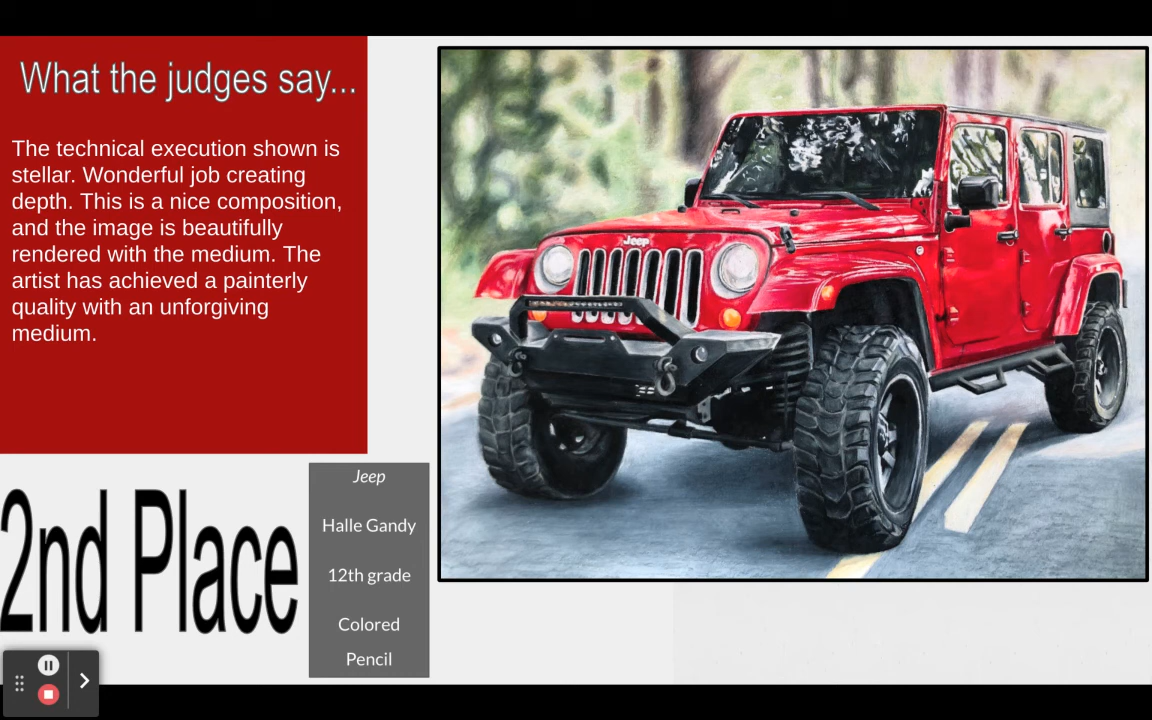 What the judges say...
The technical execution shown is
stellar. Wonderful job creating
depth. This is a nice composition,
and the image is beautifully
rendered with the medium. The
artist has achieved a painterly
quality with an unforgiving
medium.
Jeep
2nd Place
Jeep
Halle Gandy
12th grade
Colored
Pencil